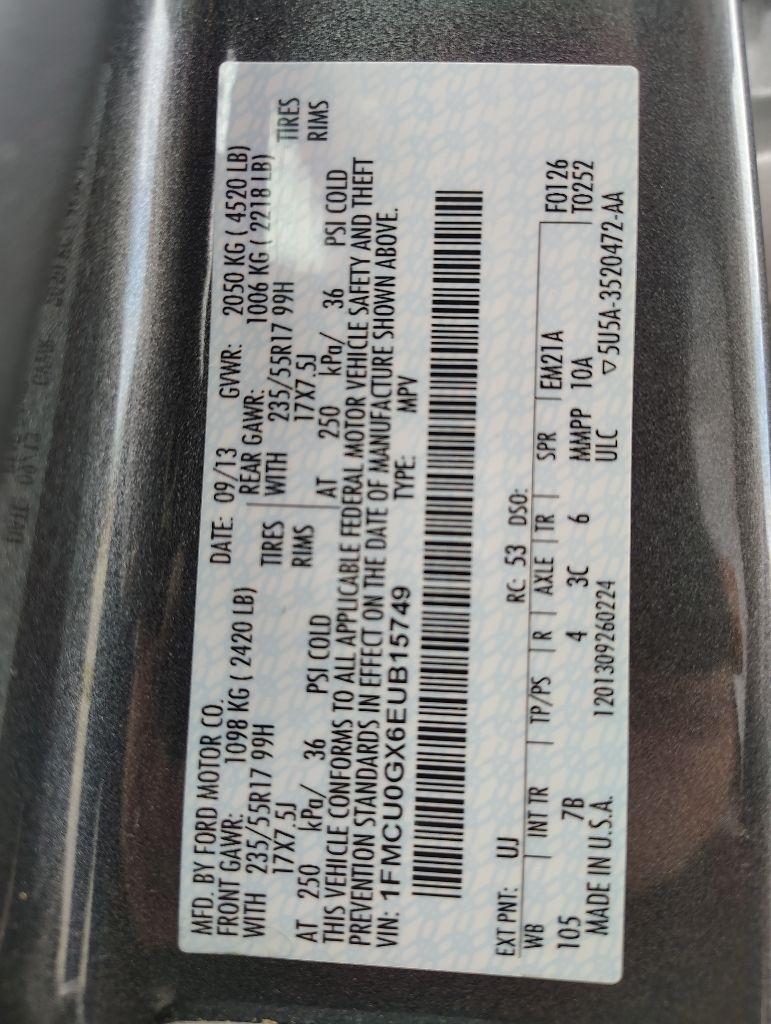 MFD. BY FORD MOTOR CO.
DATE: 09/13 GVWR: 2050 KG ( 4520 LB)
FRONT GAWR: 1098 KG ( 2420 LB) REAR GAWR: 1006 KG ( 2218 LB)
WITH 235/55R17 99H TIRES WITH 235/55R17 99H TIRES
17X7.5J RIMS 17X7.5J RIMS
AT 250 kPa/ 36 PSI COLD AT 250 kPa/ 36 PSI COLD
THIS VEHICLE CONFORMS TO ALL APPLICABLE FEDERAL MOTOR VEHICLE SAFETY AND THEFT
PREVENTION STANDARDS IN EFFECT ON THE DATE OF MANUFACTURE SHOWN ABOVE.
VIN: 1FMCU0GX6EUB15749 TYPE: MPV
EXT PNT: UJ RC: 53 DSO:
WB INT TR TP/PS R AXLE TR SPR EM21A F0126
105 7B 4 3C 6 MMPP 10A T0252
MADE IN U.S.A. 1201309260224 ULC ▽5U5A-3520472-AA